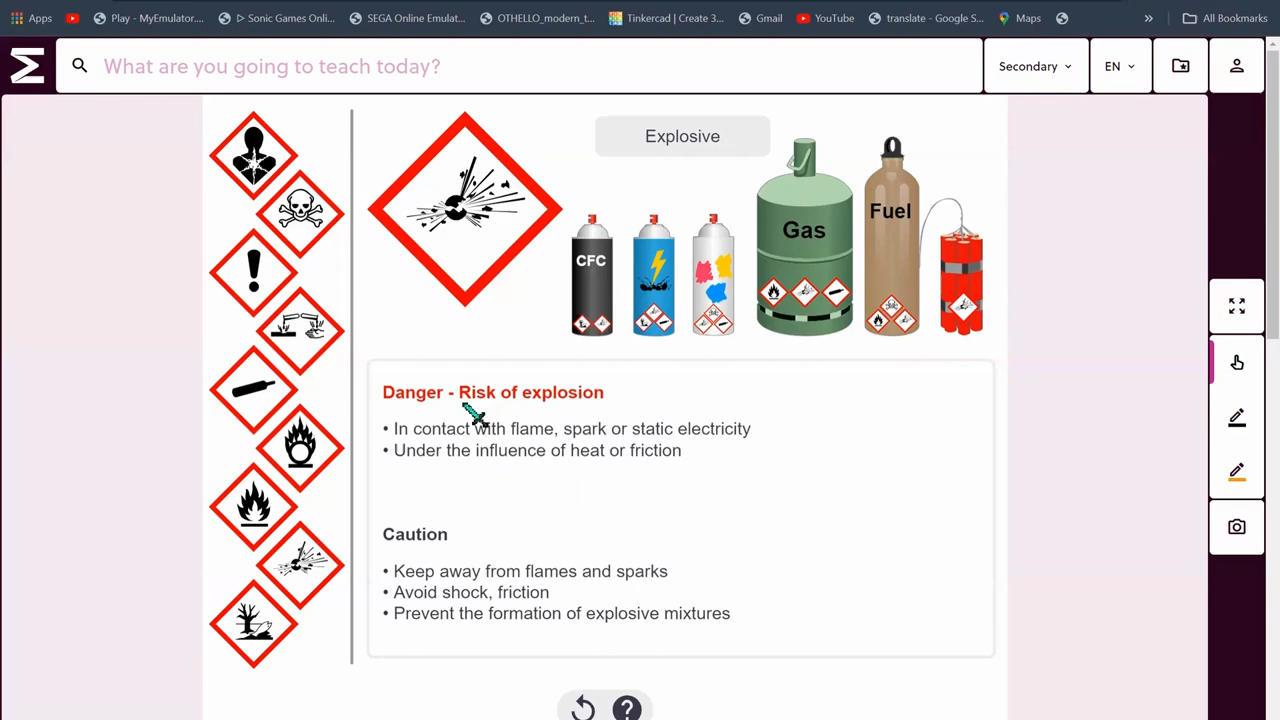 Apps
Play - MyEmulator.…
▷ Sonic Games Onli…
SEGA Online Emulat…
OTHELLO_modern_t…
Tinkercad | Create 3…
Gmail
YouTube
translate - Google S…
Maps
»
All Bookmarks
What are you going to teach today?
Secondary
EN
Explosive
CFC
Gas
Fuel
Danger - Risk of explosion
• In contact with flame, spark or static electricity
• Under the influence of heat or friction
Caution
• Keep away from flames and sparks
• Avoid shock, friction
• Prevent the formation of explosive mixtures
?